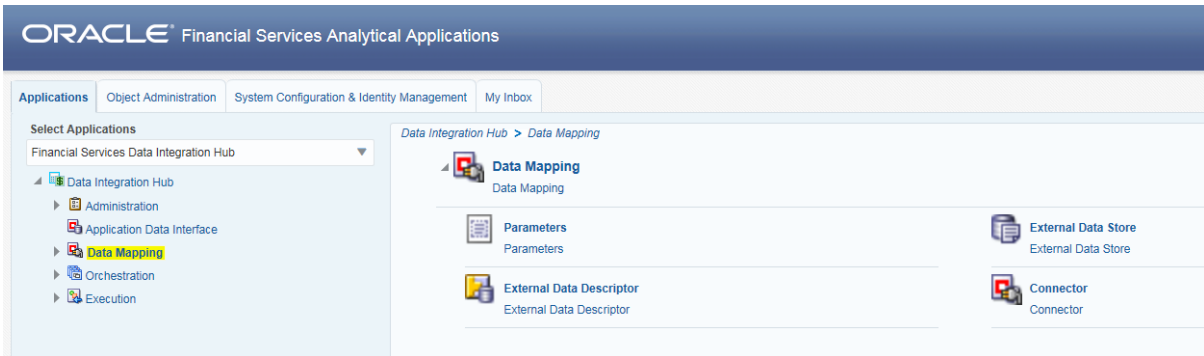 ORACLE® Financial Services Analytical Applications
Applications Object Administration System Configuration & Identity Management My Inbox
Select Applications
Financial Services Data Integration Hub
Data Integration Hub
Administration
Application Data Interface
Data Mapping
Orchestration
Execution
Data Integration Hub > Data Mapping
Data Mapping
Data Mapping
Parameters
Parameters
External Data Store
External Data Store
External Data Descriptor
External Data Descriptor
Connector
Connector